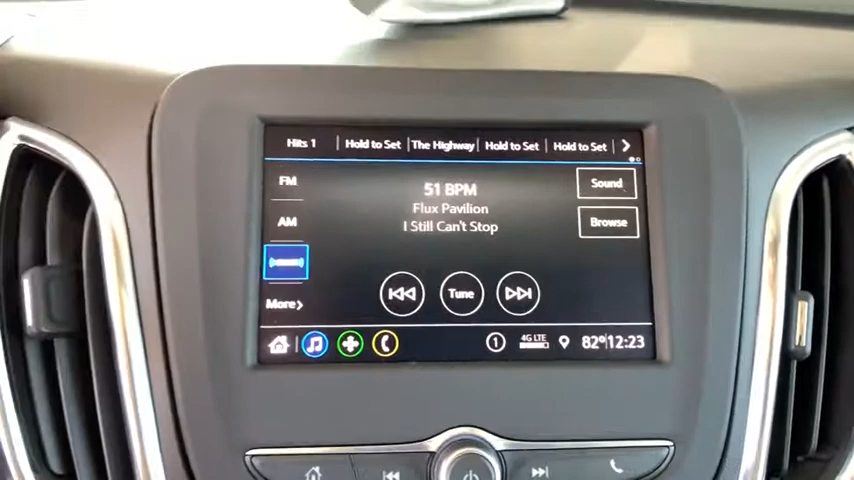 Hits 1 Hold to Set The Highway Hold to Set Hold to Set
FM
51 BPM
Sound
Flux Pavilion
AM
Browse
I Still Can't Stop
Tune
More
1 4G LTE 82° 12:23